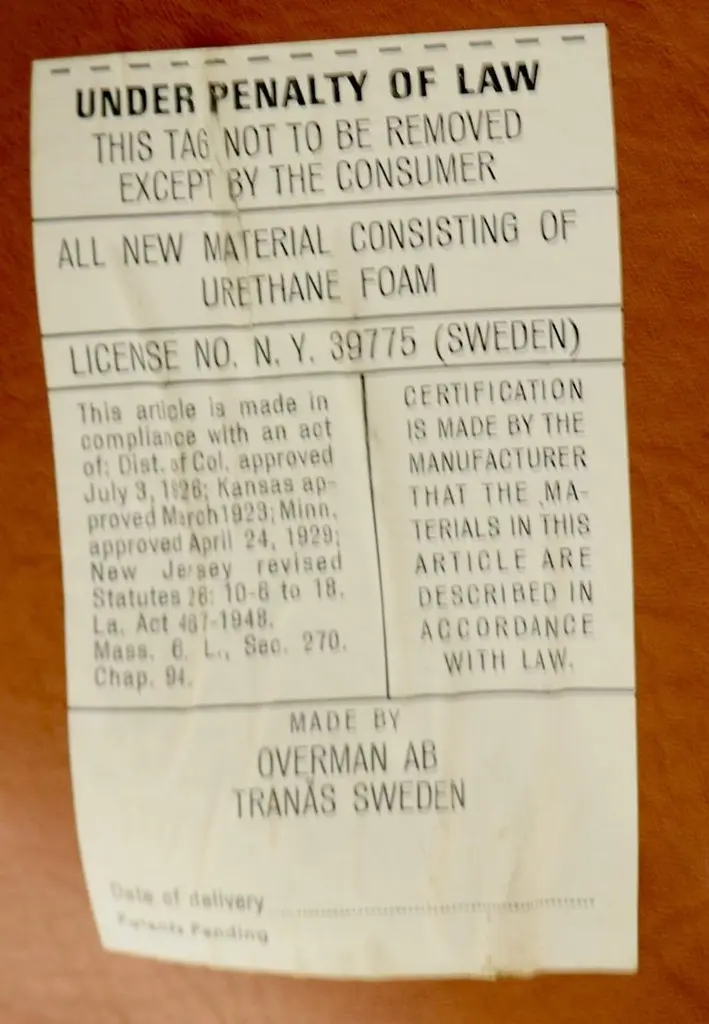 UNDER PENALTY OF LAW
THIS TAG NOT TO BE REMOVED
EXCEPT BY THE CONSUMER
ALL NEW MATERIAL CONSISTING OF
URETHANE FOAM
LICENSE NO. N. Y. 39775 (SWEDEN)
This article is made in
compliance with an act
of: Dist. of Col. approved
July 3, 1926; Kansas ap-
proved March 1923; Minn.
approved April 24, 1929;
New Jersey revised
Statutes 26: 10-6 to 18.
La. Act 467-1948.
Mass. G. L., Sec. 270.
Chap. 94.
CERTIFICATION
IS MADE BY THE
MANUFACTURER
THAT THE MA-
TERIALS IN THIS
ARTICLE ARE
DESCRIBED IN
ACCORDANCE
WITH LAW.
MADE BY
OVERMAN AB
TRANÅS SWEDEN
Date of delivery
Patents Pending